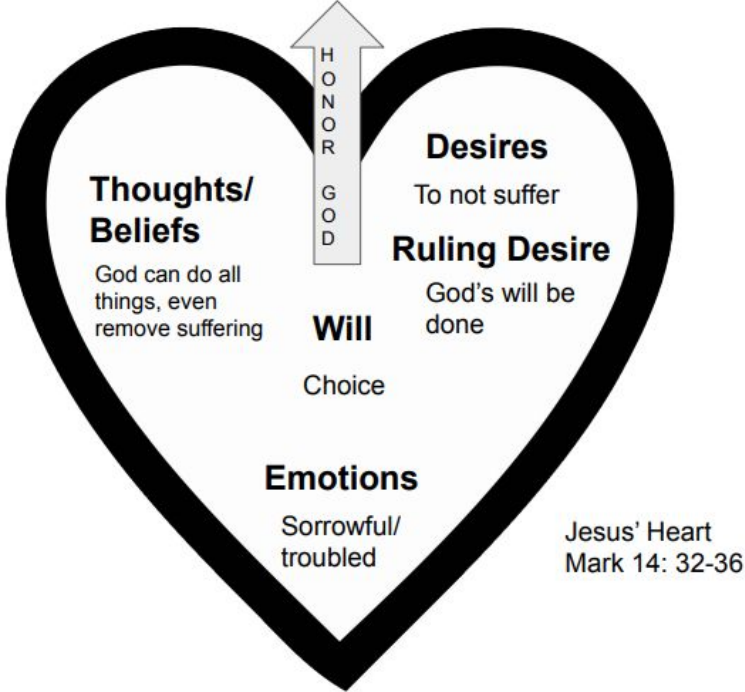 HONOR GOD
Thoughts/
Beliefs
God can do all
things, even
remove suffering
Desires
To not suffer
Ruling Desire
God's will be
done
Will
Choice
Emotions
Sorrowful/
troubled
Jesus' Heart
Mark 14: 32-36